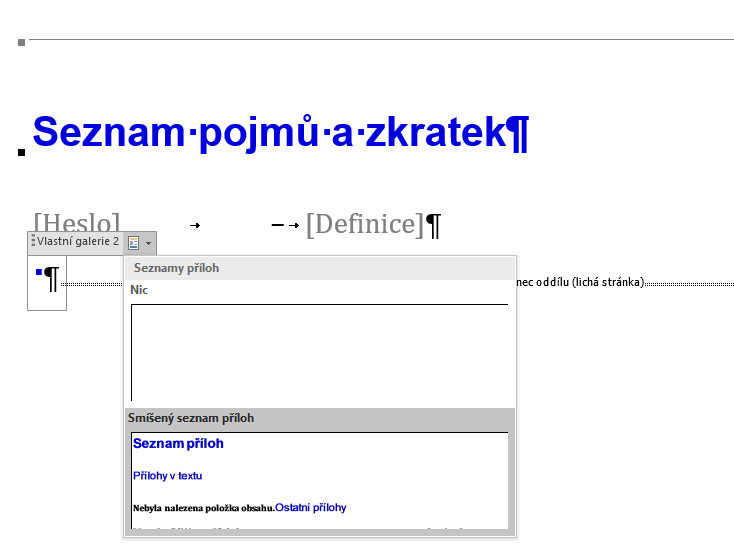 Seznam·pojmů·a·zkratek¶
[Heslo] → → [Definice]¶
Vlastní galerie 2
¶
nec oddílu (lichá stránka)
Seznamy příloh
Nic
Smíšený seznam příloh
Seznam příloh
Přílohy v textu
Nebyla nalezena položka obsahu.Ostatní přílohy